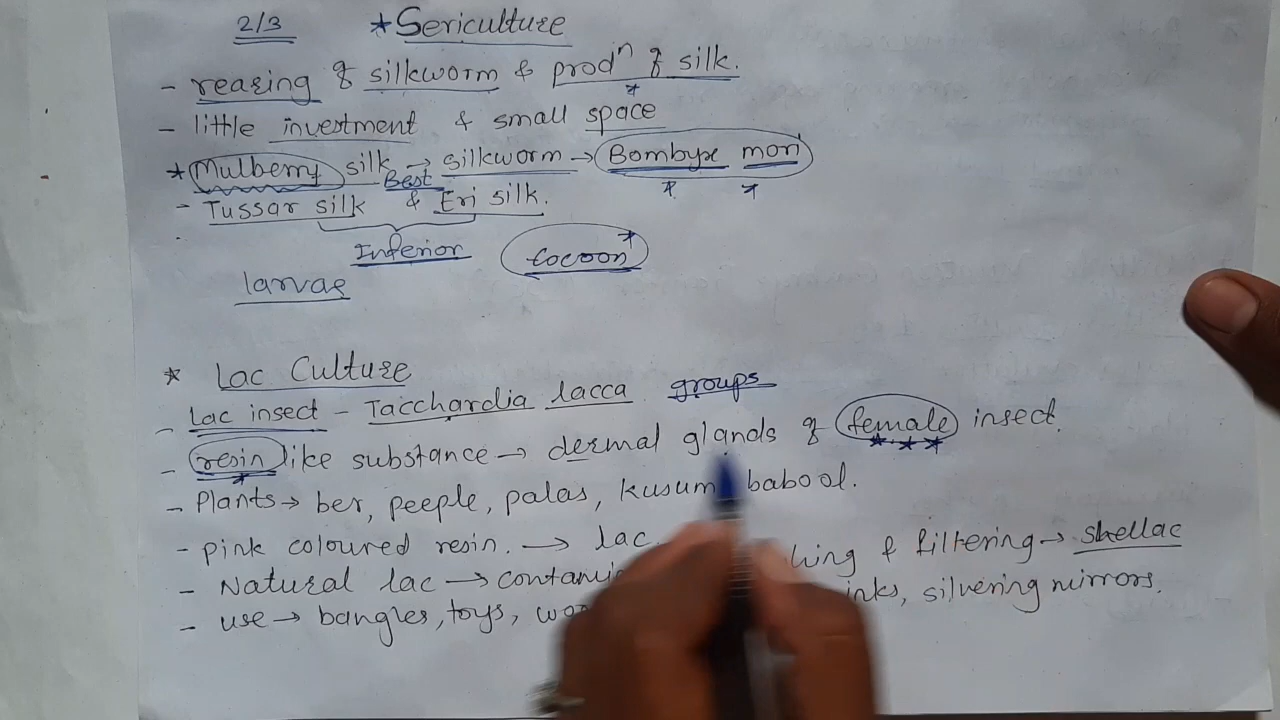 2/3 *Sericulture
- rearing of silkworm & prodⁿ of silk.
- little investment & small space
* Mulberry silk → silkworm → Bombyx mori
Best
- Tussar silk & Eri silk.
Inferior cocoon
larvae
* Lac Culture
- Lac insect - Tacchardia lacca groups
- resin like substance → dermal glands of female insect.
- Plants → ber, peeple, palas, kusum babool.
- pink coloured resin. → lac.
- Natural lac → & filtering → shellac
- use → bangles, toys, inks, silvering mirrors.